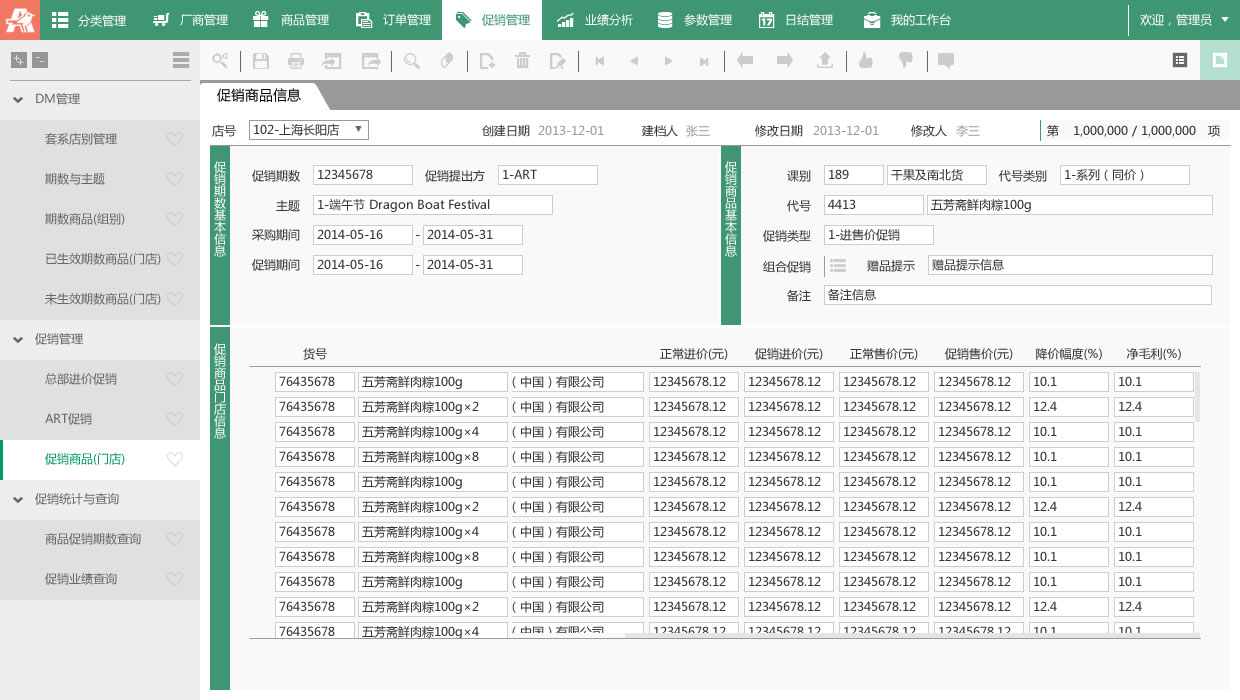 分类管理 厂商管理 商品管理 订单管理 促销管理 业绩分析 参数管理 日结管理 我的工作台 欢迎，管理员
DM管理
套系店别管理
期数与主题
期数商品(组别)
已生效期数商品(门店)
未生效期数商品(门店)
促销管理
总部进价促销
ART促销
促销商品(门店)
促销统计与查询
商品促销期数查询
促销业绩查询
促销商品信息
店号 102-上海长阳店 创建日期 2013-12-01 建档人 张三 修改日期 2013-12-01 修改人 李三 第 1,000,000 / 1,000,000 项
促销期数基本信息
促销期数 12345678 促销提出方 1-ART
主题 1-端午节 Dragon Boat Festival
采购期间 2014-05-16 - 2014-05-31
促销期间 2014-05-16 - 2014-05-31
促销商品基本信息
课别 189 干果及南北货 代号类别 1-系列（同价）
代号 4413 五芳斋鲜肉粽100g
促销类型 1-进售价促销
组合促销 赠品提示 赠品提示信息
备注 备注信息
促销商品门店信息
货号 正常进价(元) 促销进价(元) 正常售价(元) 促销售价(元) 降价幅度(%) 净毛利(%)
76435678 五芳斋鲜肉粽100g （中国）有限公司 12345678.12 12345678.12 12345678.12 12345678.12 10.1 10.1
76435678 五芳斋鲜肉粽100g×2 （中国）有限公司 12345678.12 12345678.12 12345678.12 12345678.12 12.4 12.4
76435678 五芳斋鲜肉粽100g×4 （中国）有限公司 12345678.12 12345678.12 12345678.12 12345678.12 10.1 10.1
76435678 五芳斋鲜肉粽100g×8 （中国）有限公司 12345678.12 12345678.12 12345678.12 12345678.12 10.1 10.1
76435678 五芳斋鲜肉粽100g （中国）有限公司 12345678.12 12345678.12 12345678.12 12345678.12 10.1 10.1
76435678 五芳斋鲜肉粽100g×2 （中国）有限公司 12345678.12 12345678.12 12345678.12 12345678.12 12.4 12.4
76435678 五芳斋鲜肉粽100g×4 （中国）有限公司 12345678.12 12345678.12 12345678.12 12345678.12 10.1 10.1
76435678 五芳斋鲜肉粽100g×8 （中国）有限公司 12345678.12 12345678.12 12345678.12 12345678.12 10.1 10.1
76435678 五芳斋鲜肉粽100g （中国）有限公司 12345678.12 12345678.12 12345678.12 12345678.12 10.1 10.1
76435678 五芳斋鲜肉粽100g×2 （中国）有限公司 12345678.12 12345678.12 12345678.12 12345678.12 12.4 12.4
76435678 五芳斋鲜肉粽100g×4 （中国）有限公司 12345678.12 12345678.12 12345678.12 12345678.12 10.1 10.1